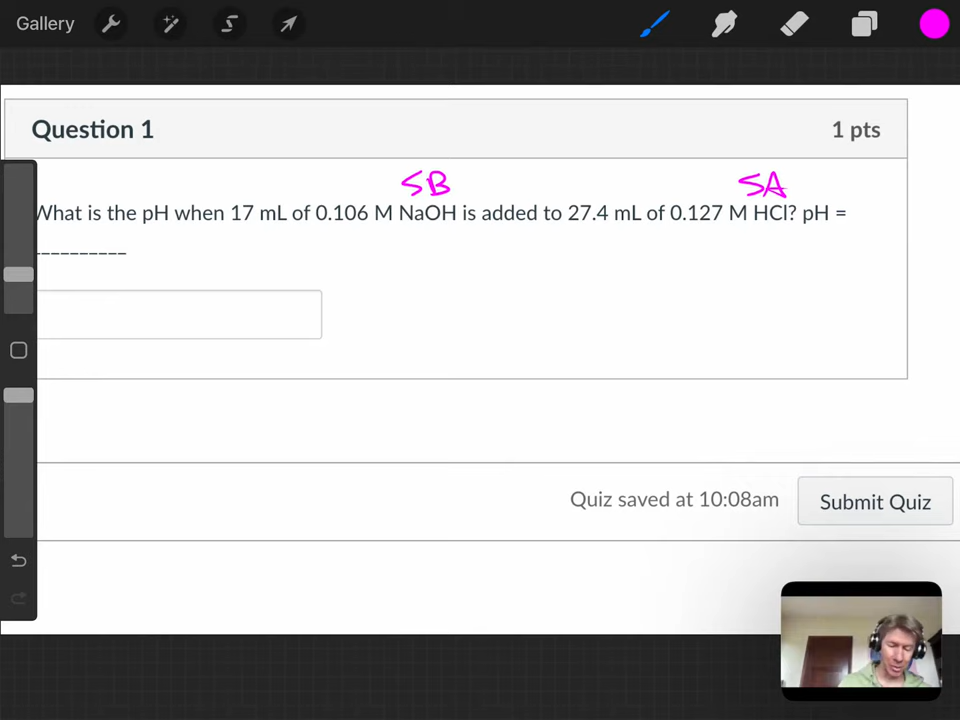 Gallery
Question 1
1 pts
SB
SA
What is the pH when 17 mL of 0.106 M NaOH is added to 27.4 mL of 0.127 M HCl? pH =
__________
Quiz saved at 10:08am
Submit Quiz